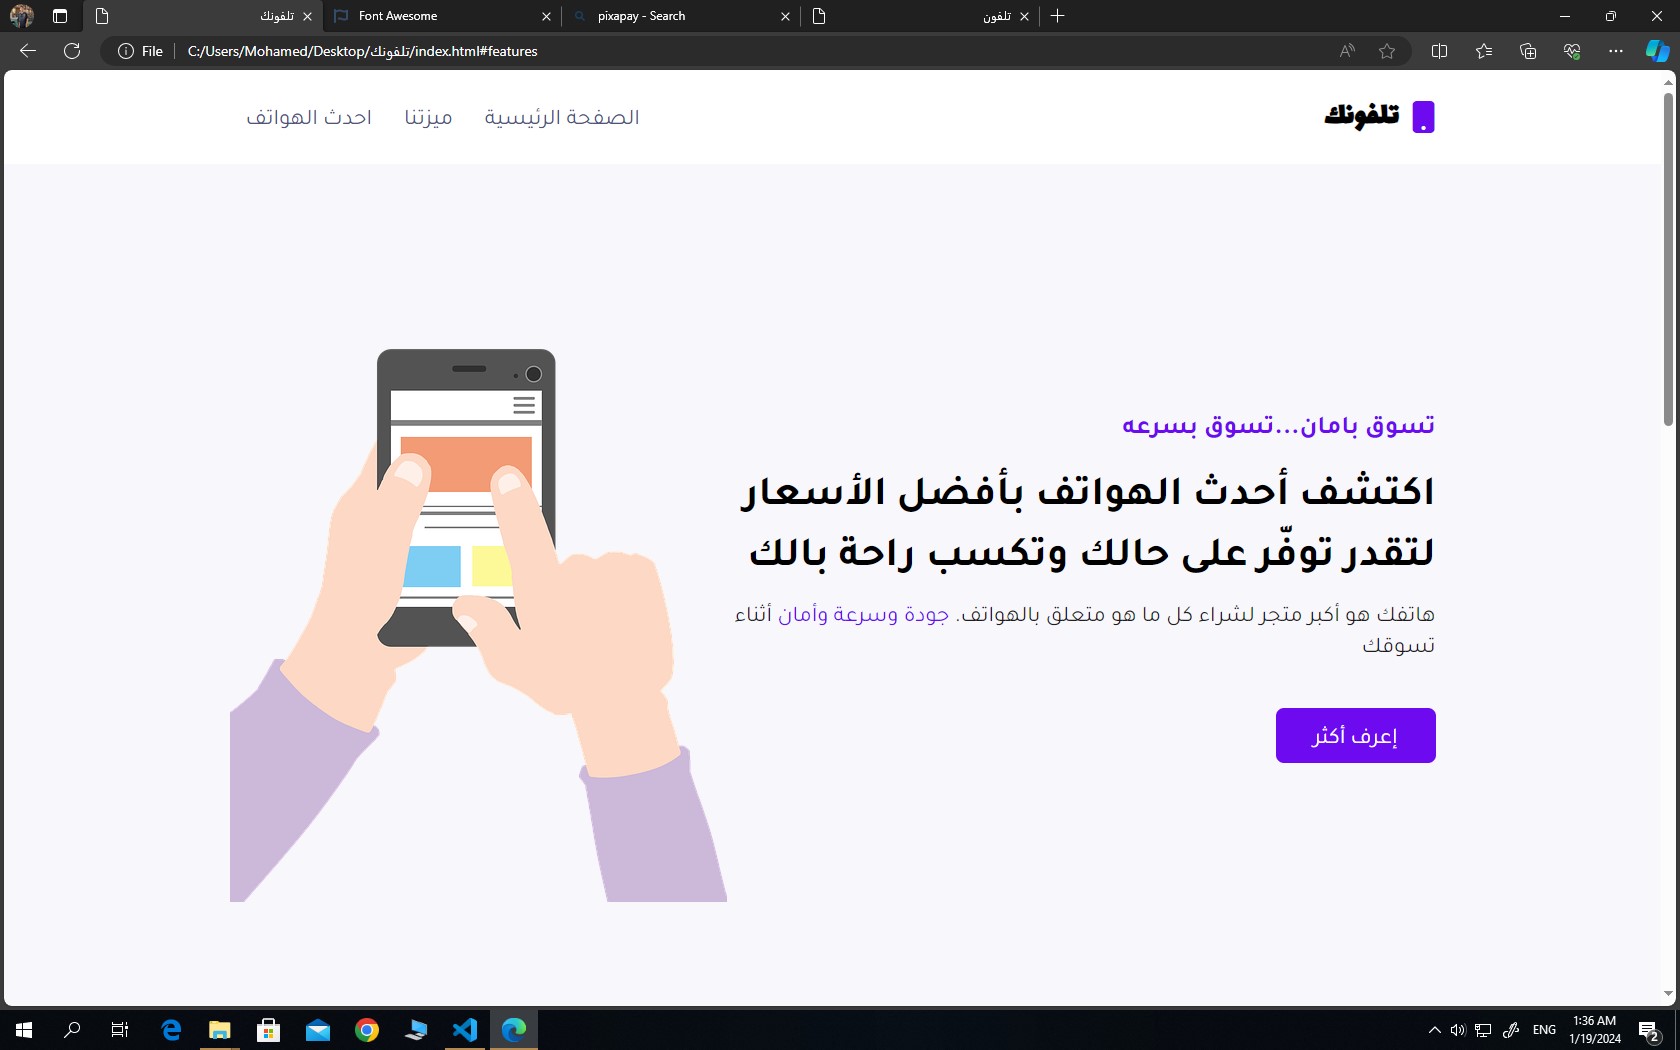 تلفونك
Font Awesome
pixapay - Search
تلفون
File
C:/Users/Mohamed/Desktop/تلفونك/index.html#features
تلفونك
الصفحة الرئيسية
ميزتنا
احدث الهواتف
تسوق بامان...تسوق بسرعه
اكتشف أحدث الهواتف بأفضل الأسعار
لتقدر توفّر على حالك وتكسب راحة بالك
هاتفك هو أكبر متجر لشراء كل ما هو متعلق بالهواتف. جودة وسرعة وأمان أثناء
تسوقك
إعرف أكثر
ENG
1:36 AM
1/19/2024
2